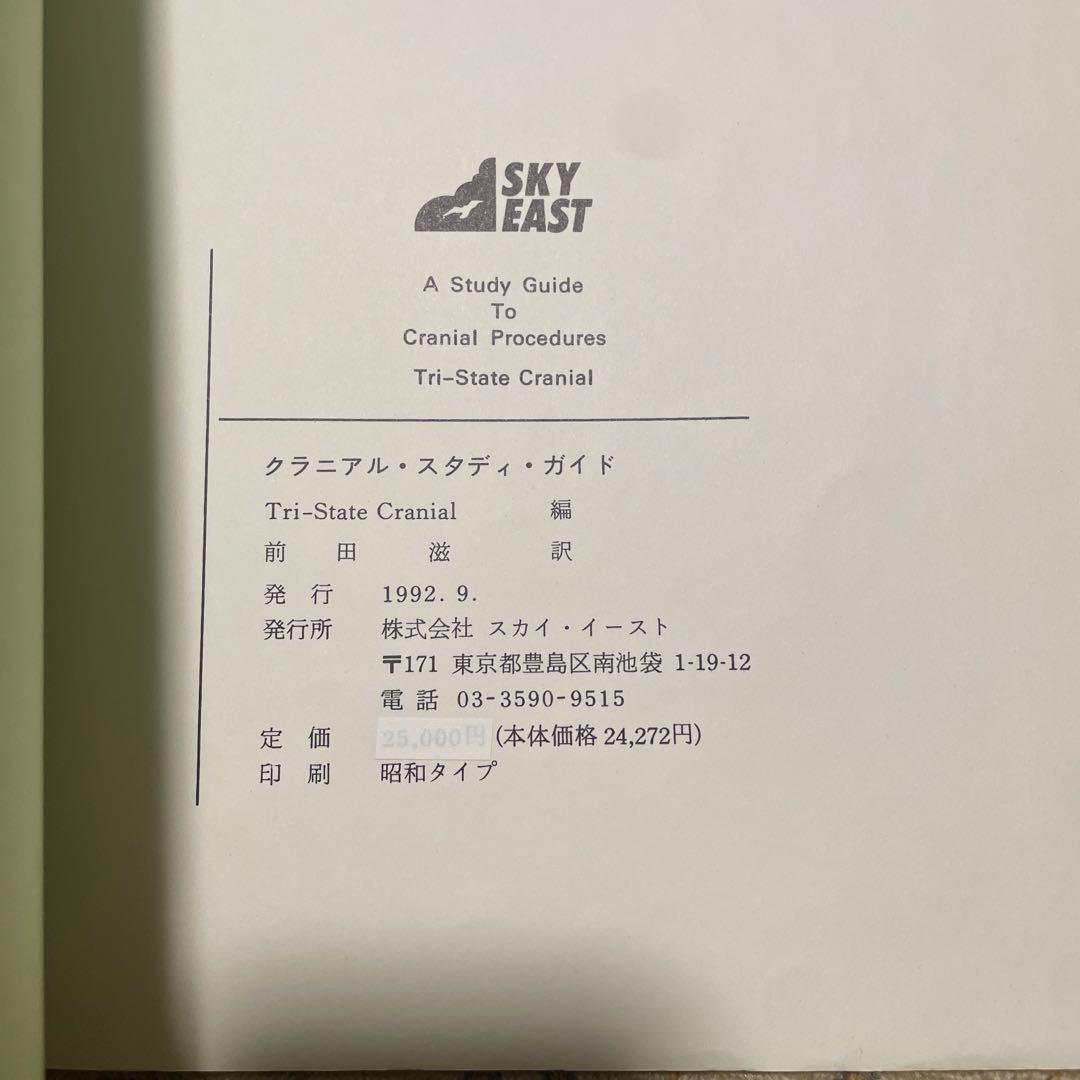 SKY
EAST
A Study Guide
To
Cranial Procedures
Tri-State Cranial
クラニアル・スタディ・ガイド
Tri-State Cranial 編
前田 滋 訳
発行 1992. 9.
発行所 株式会社 スカイ・イースト
〒171 東京都豊島区南池袋 1-19-12
電話 03-3590-9515
定価 25,000円 (本体価格 24,272円)
印刷 昭和タイプ